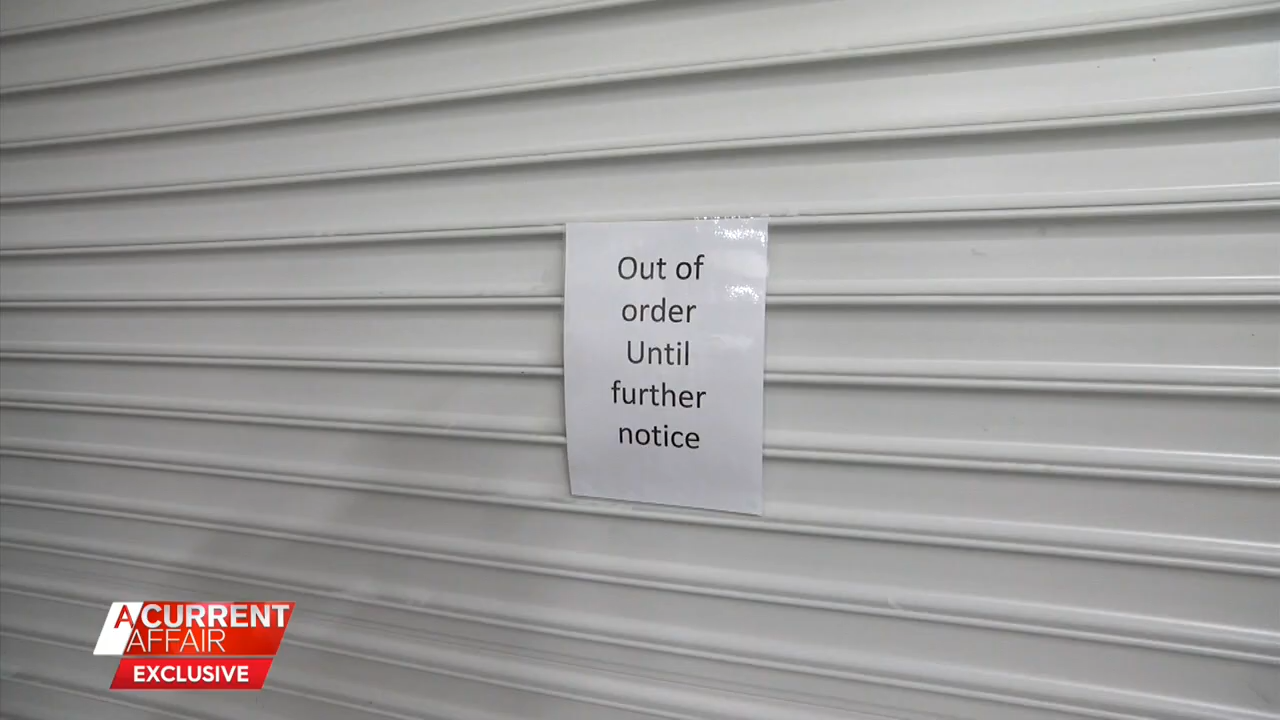 Out of
order
Until
further
notice
A CURRENT
AFFAIR
EXCLUSIVE